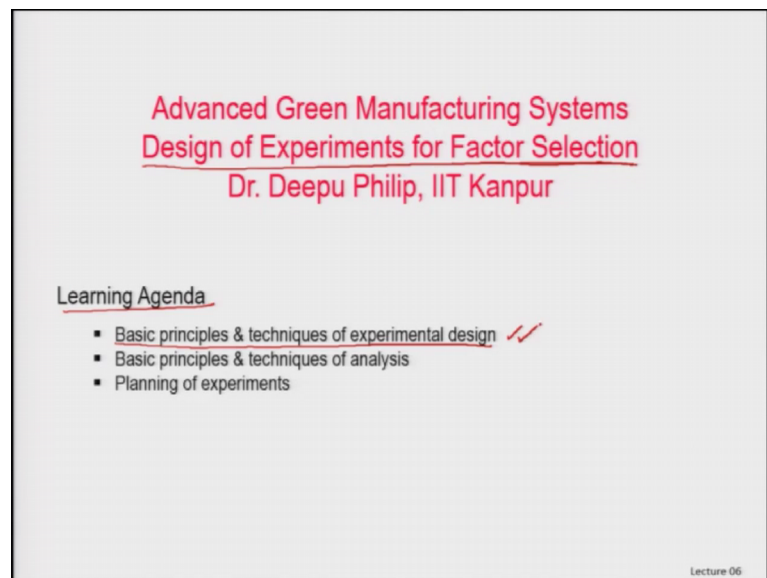 Advanced Green Manufacturing Systems
Design of Experiments for Factor Selection
Dr. Deepu Philip, IIT Kanpur
Learning Agenda
▪ Basic principles & techniques of experimental design
▪ Basic principles & techniques of analysis
▪ Planning of experiments
Lecture 06